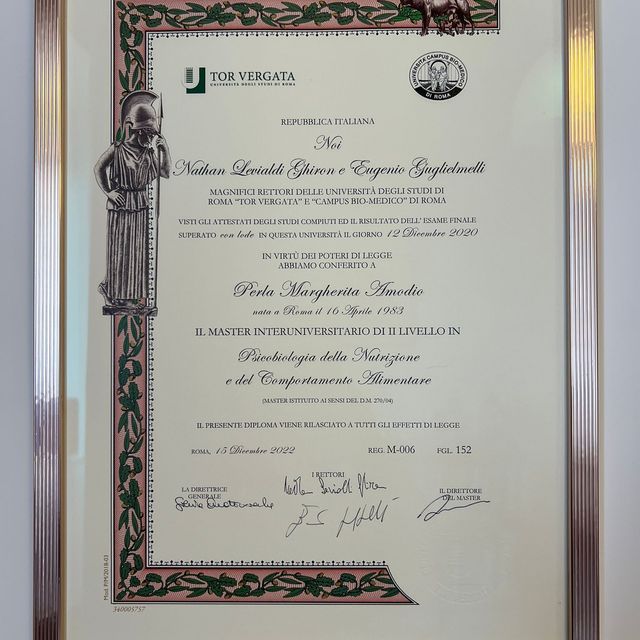 TOR VERGATA
UNIVERSITÀ DEGLI STUDI DI ROMA
UNIVERSITÀ CAMPUS BIO-MEDICO
DI ROMA
REPUBBLICA ITALIANA
Noi
Nathan Levialdi Ghiron e Eugenio Guglielmelli
MAGNIFICI RETTORI DELLE UNIVERSITÀ DEGLI STUDI DI
ROMA "TOR VERGATA" E "CAMPUS BIO-MEDICO" DI ROMA
VISTI GLI ATTESTATI DEGLI STUDI COMPIUTI ED IL RISULTATO DELL' ESAME FINALE
SUPERATO con lode IN QUESTA UNIVERSITÀ IL GIORNO 12 Dicembre 2020
IN VIRTÙ DEI POTERI DI LEGGE
ABBIAMO CONFERITO A
Perla Margherita Amodio
nata a Roma il 16 Aprile 1983
IL MASTER INTERUNIVERSITARIO DI II LIVELLO IN
Psicobiologia della Nutrizione
e del Comportamento Alimentare
(MASTER ISTITUITO AI SENSI DEL D.M. 270/04)
IL PRESENTE DIPLOMA VIENE RILASCIATO A TUTTI GLI EFFETTI DI LEGGE
ROMA, 15 Dicembre 2022 REG. M-006 FGL. 152
I RETTORI
LA DIRETTRICE
GENERALE
IL DIRETTORE
DEL MASTER
Mod. P/M/2018-03
340005757